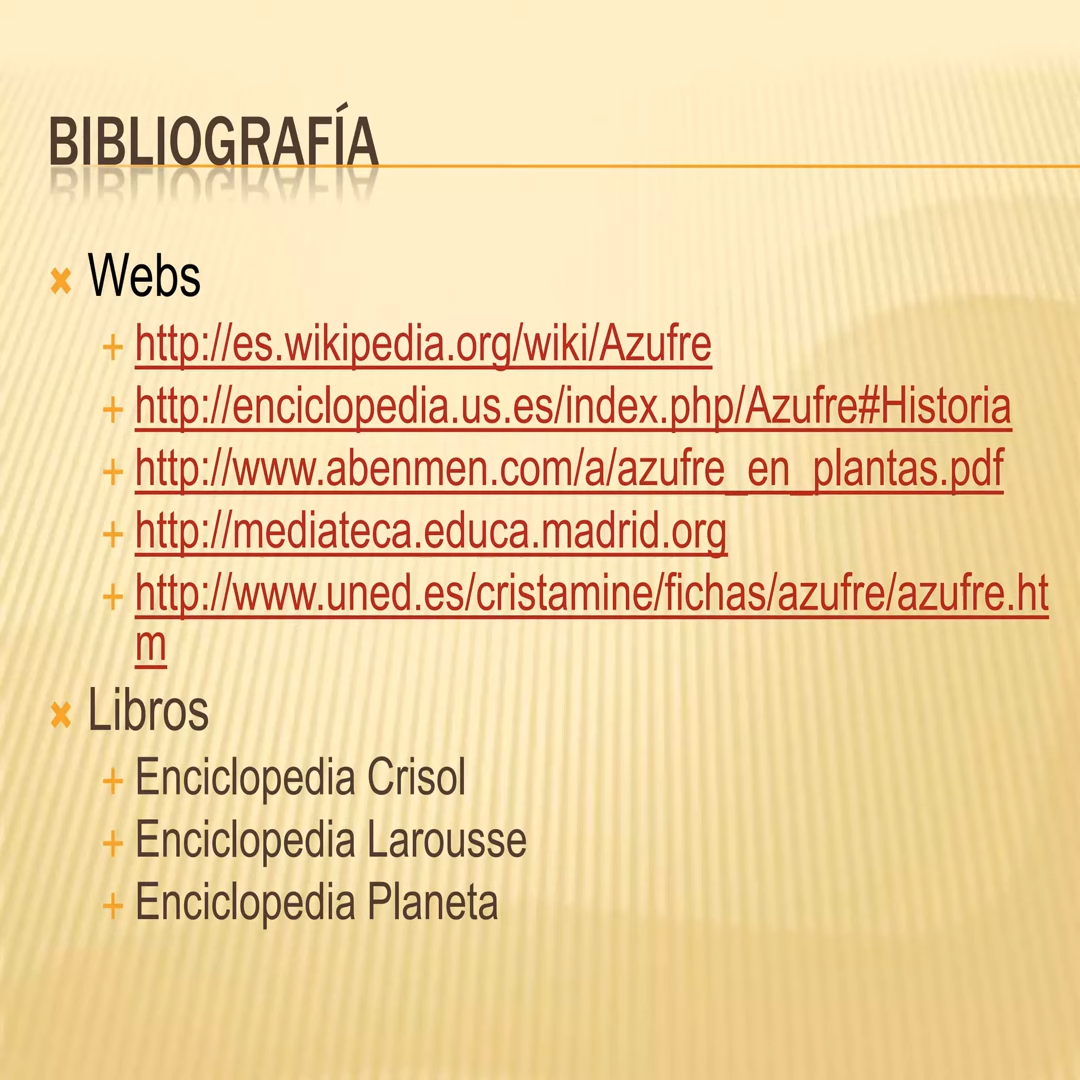 BIBLIOGRAFÍA
Webs
http://es.wikipedia.org/wiki/Azufre
http://enciclopedia.us.es/index.php/Azufre#Historia
http://www.abenmen.com/a/azufre_en_plantas.pdf
http://mediateca.educa.madrid.org
http://www.uned.es/cristamine/fichas/azufre/azufre.ht
m
Libros
Enciclopedia Crisol
Enciclopedia Larousse
Enciclopedia Planeta